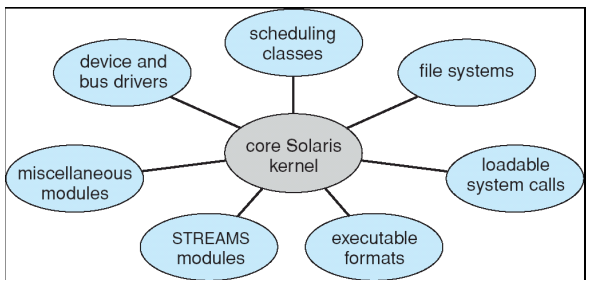 scheduling
classes
device and
bus drivers
file systems
core Solaris
kernel
miscellaneous
modules
loadable
system calls
STREAMS
modules
executable
formats